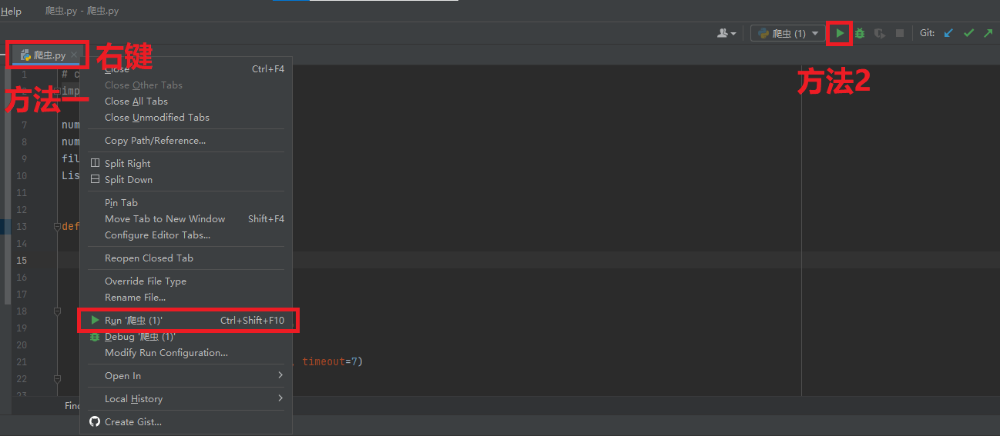 Help 爬虫.py - 爬虫.py
爬虫 (1) Git:
爬虫.py 右键
方法一
方法2
Close Ctrl+F4
Close Other Tabs
Close All Tabs
Close Unmodified Tabs
Copy Path/Reference...
Split Right
Split Down
Pin Tab
Move Tab to New Window Shift+F4
Configure Editor Tabs...
Reopen Closed Tab
Override File Type
Rename File...
Run '爬虫 (1)' Ctrl+Shift+F10
Debug '爬虫 (1)'
Modify Run Configuration...
Open In
Local History
Create Gist...
1 # c
2 imp
7 num
8 num
9 fil
10 Lis
11
12
13 def
14
15
16
17
18
19
20
21 , timeout=7)
22
23
Find